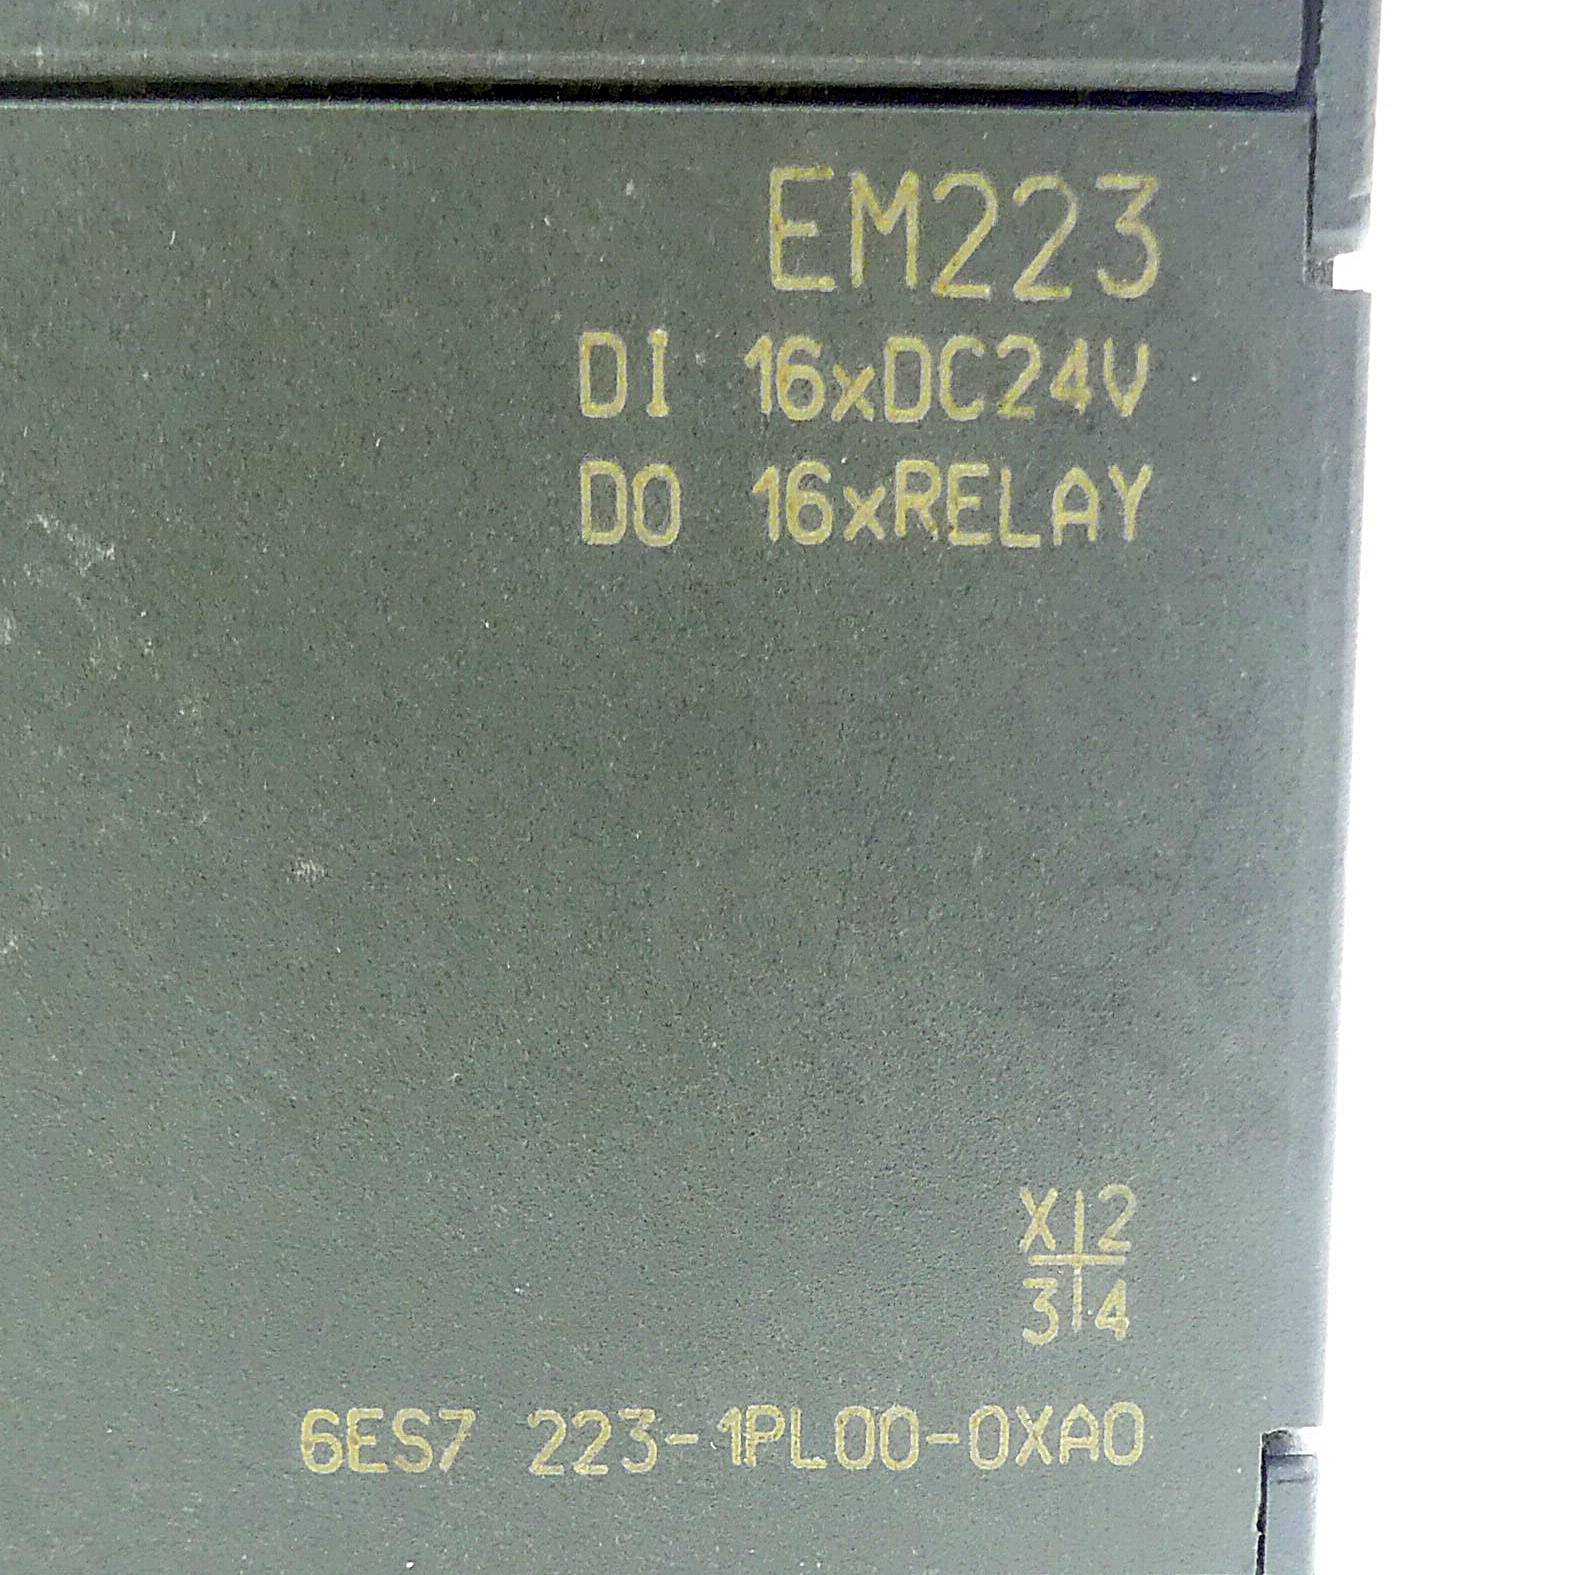 EM223
DI 16xDC24V
DO 16xRELAY
X 2
3 4
6ES7 223-1PL00-0XA0